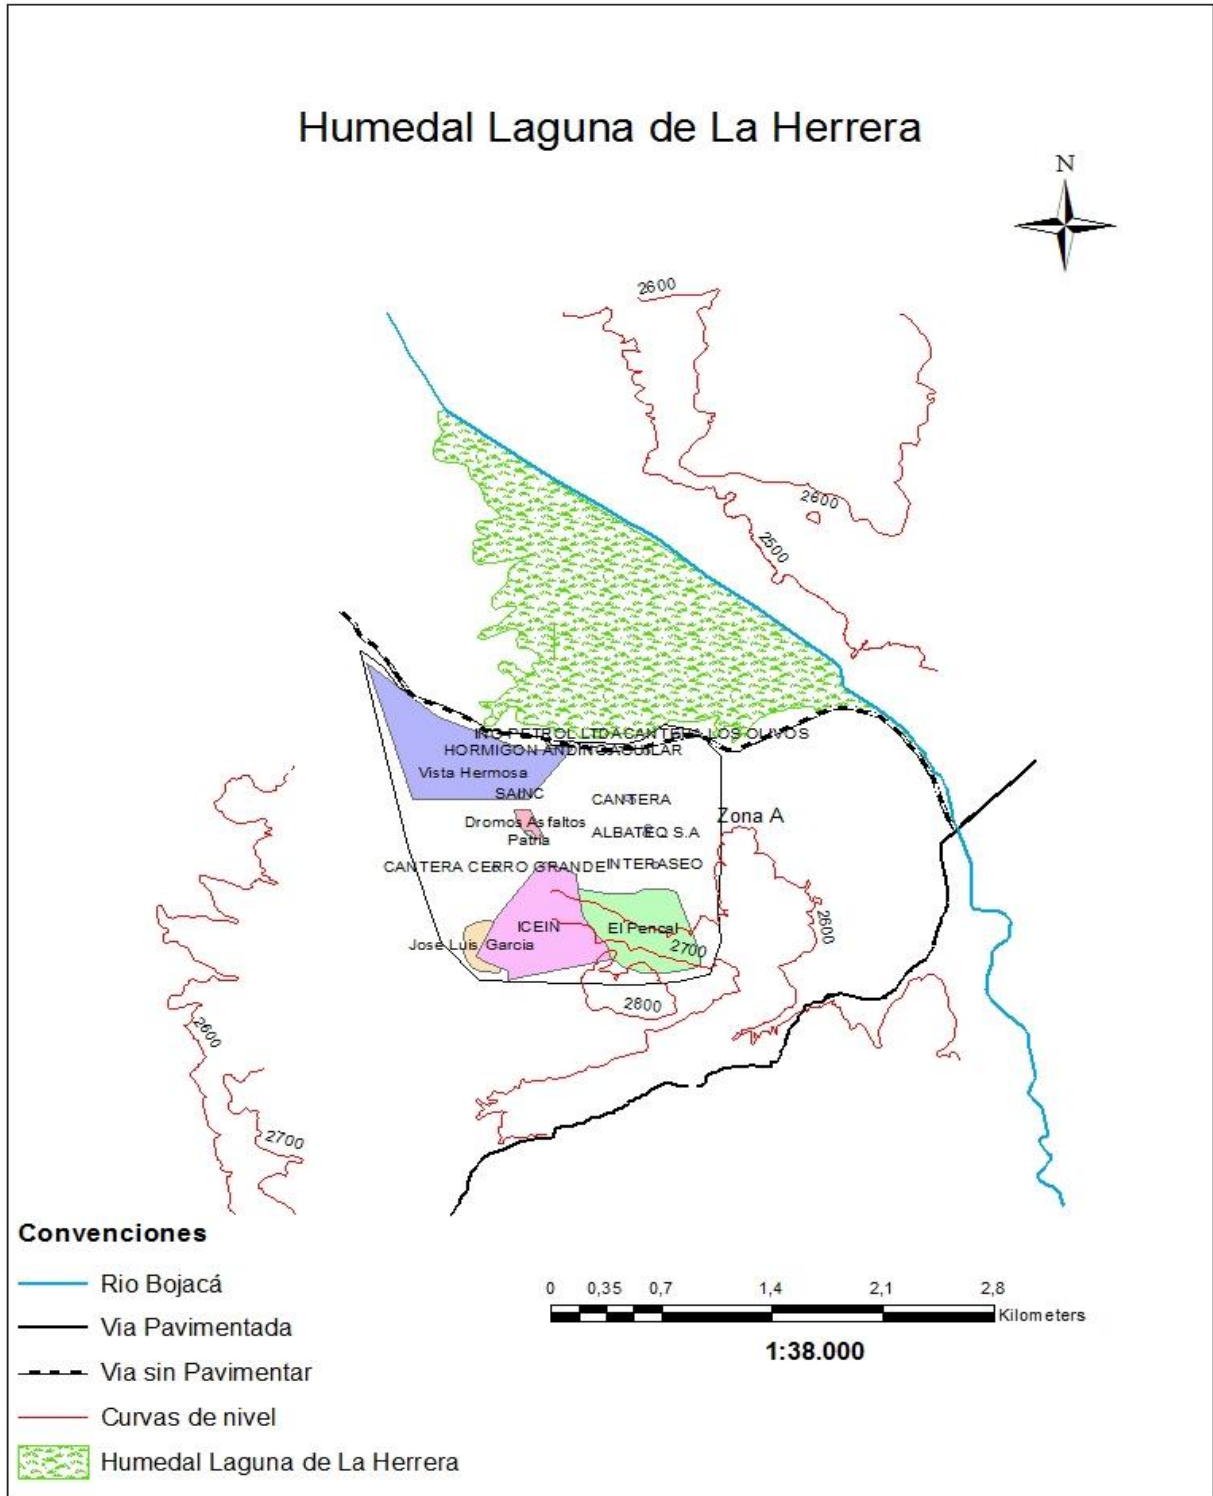 Humedal Laguna de La Herrera
N
2600
2600
2500
ING PETROL LTDA CANTERA LOS OLIVOS
HORMIGON ANDINO AGUILAR
Vista Hermosa
SAINC
CANTERA
Zona A
Dromos Asfaltos
Patria
ALBATEQ S.A
CANTERA CERRO GRANDE
INTERASEO
ICEIN
El Pencal
Jose Luis Garcia
2700
2600
2800
2600
2700
Convenciones
Rio Bojacá
Via Pavimentada
Via sin Pavimentar
Curvas de nivel
Humedal Laguna de La Herrera
0 0,35 0,7 1,4 2,1 2,8
Kilometers
1:38.000